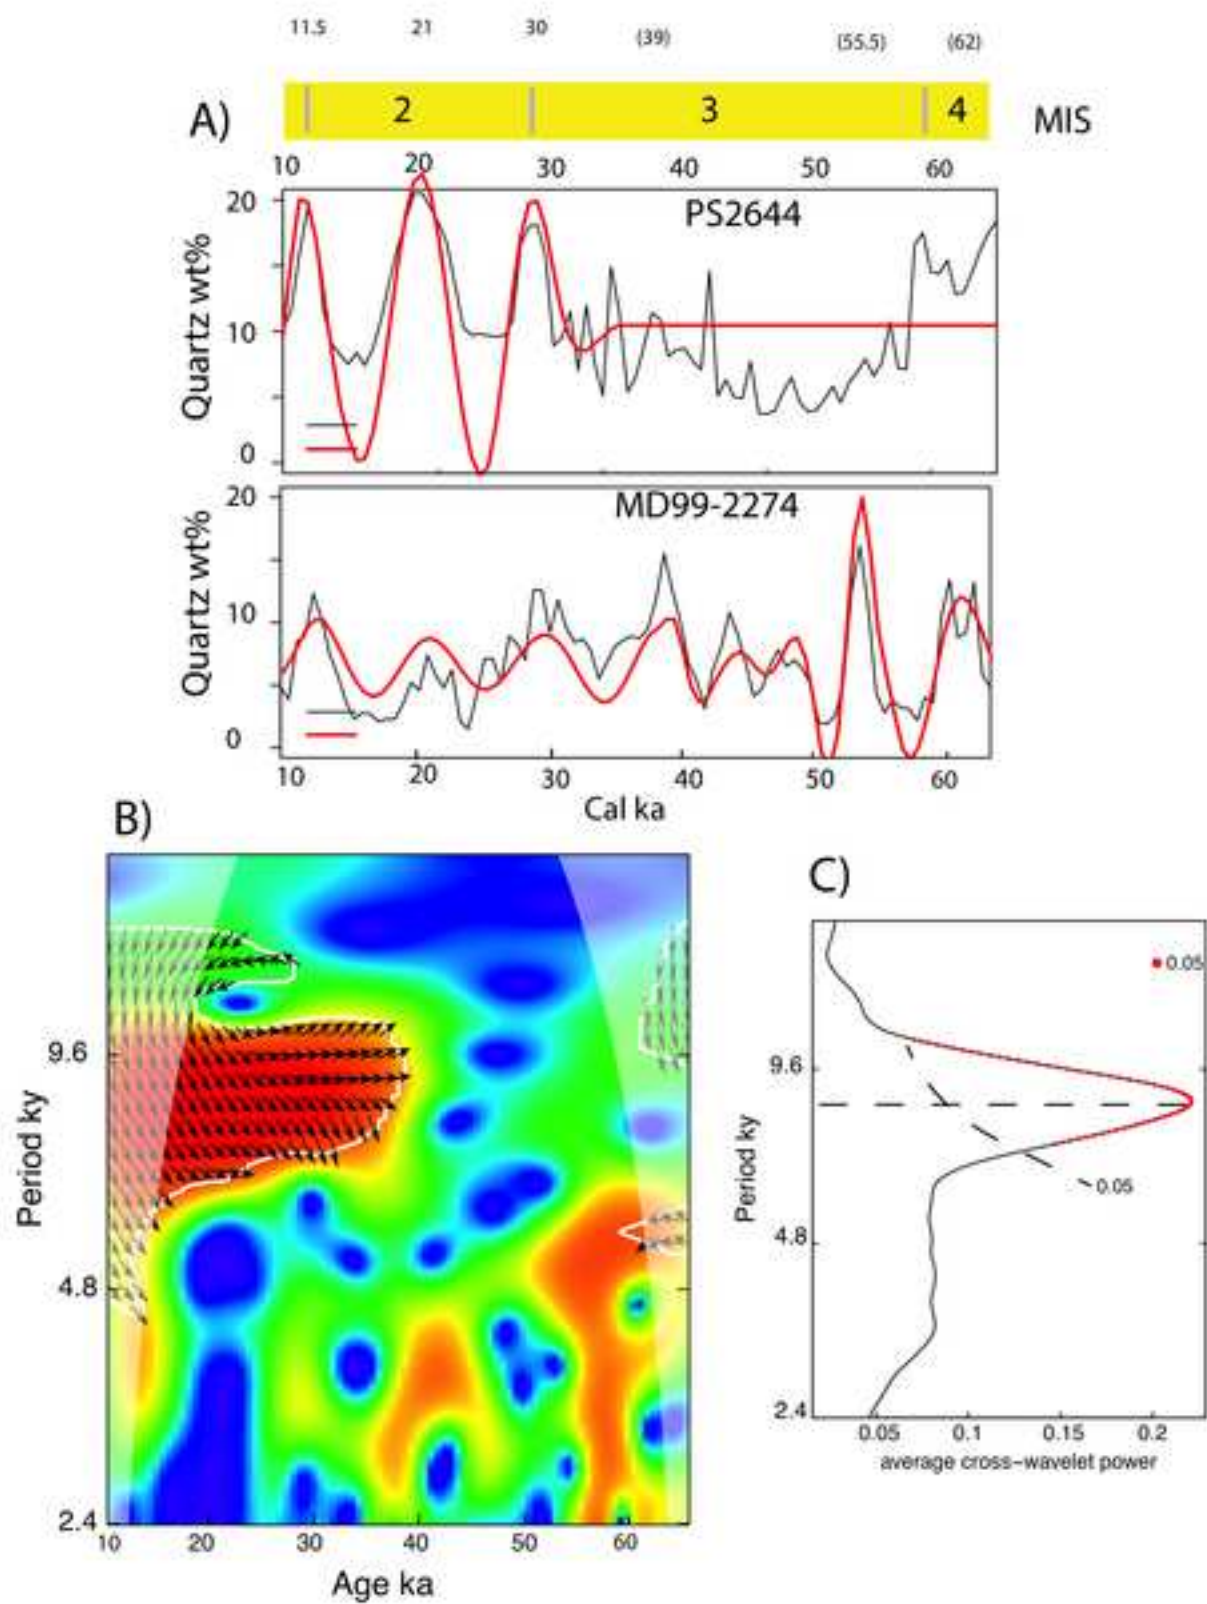 11.5 21 30 (39) (55.5) (62)
A) 2 3 4 MIS
10 20 30 40 50 60
PS2644
Quartz wt%
20
10
0
MD99-2274
Quartz wt%
20
10
0
10 20 30 40 50 60
Cal ka
B)
Period ky
9.6
4.8
2.4
10 20 30 40 50 60
Age ka
C)
0.05
Period ky
9.6
4.8
2.4
0.05
0.05 0.1 0.15 0.2
average cross-wavelet power